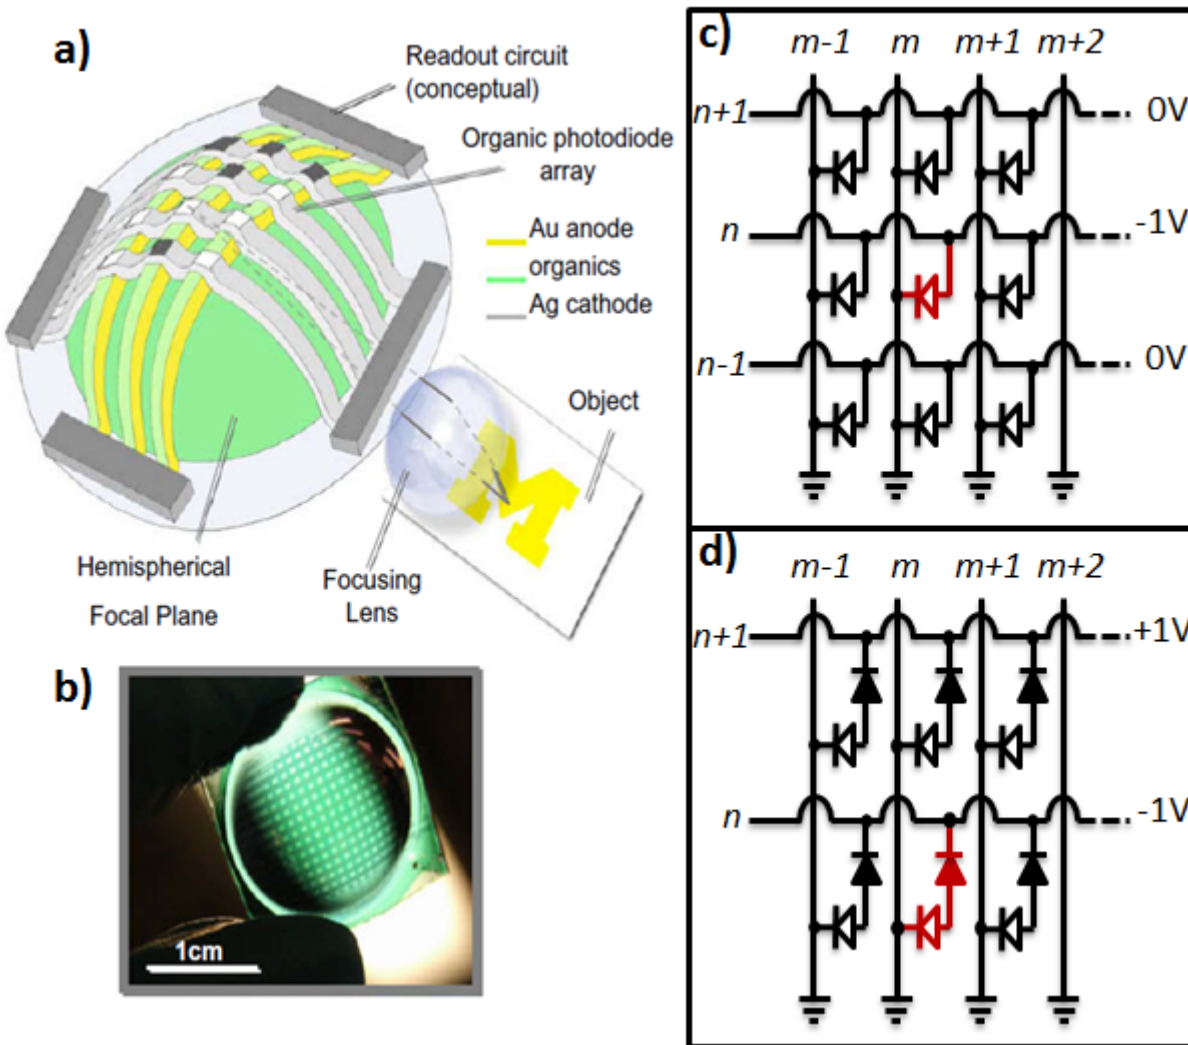 a)
Readout circuit
(conceptual)
Organic photodiode
array
Au anode
organics
Ag cathode
Object
Hemispherical
Focal Plane
Focusing
Lens
M
b)
1cm
c)
m-1 m m+1 m+2
n+1 0V
n -1V
n-1 0V
d)
m-1 m m+1 m+2
n+1 +1V
n -1V